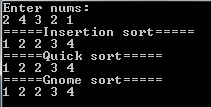 Enter nums:
2 4 3 2 1
=====Insertion sort=====
1 2 2 3 4
=====Quick sort=====
1 2 2 3 4
=====Gnome sort=====
1 2 2 3 4